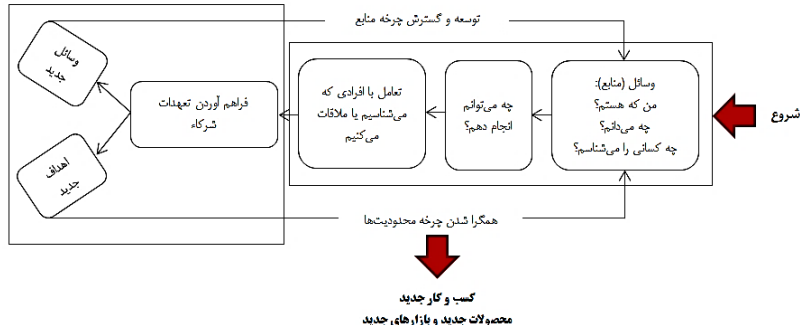 توسعه و گسترش چرخه منابع
شروع
وسائل (منابع):
من که هستم؟
چه می‌دانم؟
چه کسانی را می‌شناسم؟
چه می‌توانم
انجام دهم؟
تعامل با افرادی که
می‌شناسیم یا ملاقات
می‌کنیم
فراهم آوردن تعهدات
شرکاء
وسائل
جدید
اهداف
جدید
همگرا شدن چرخه محدودیت‌ها
کسب و کار جدید
محصولات جدید و بازارهای جدید